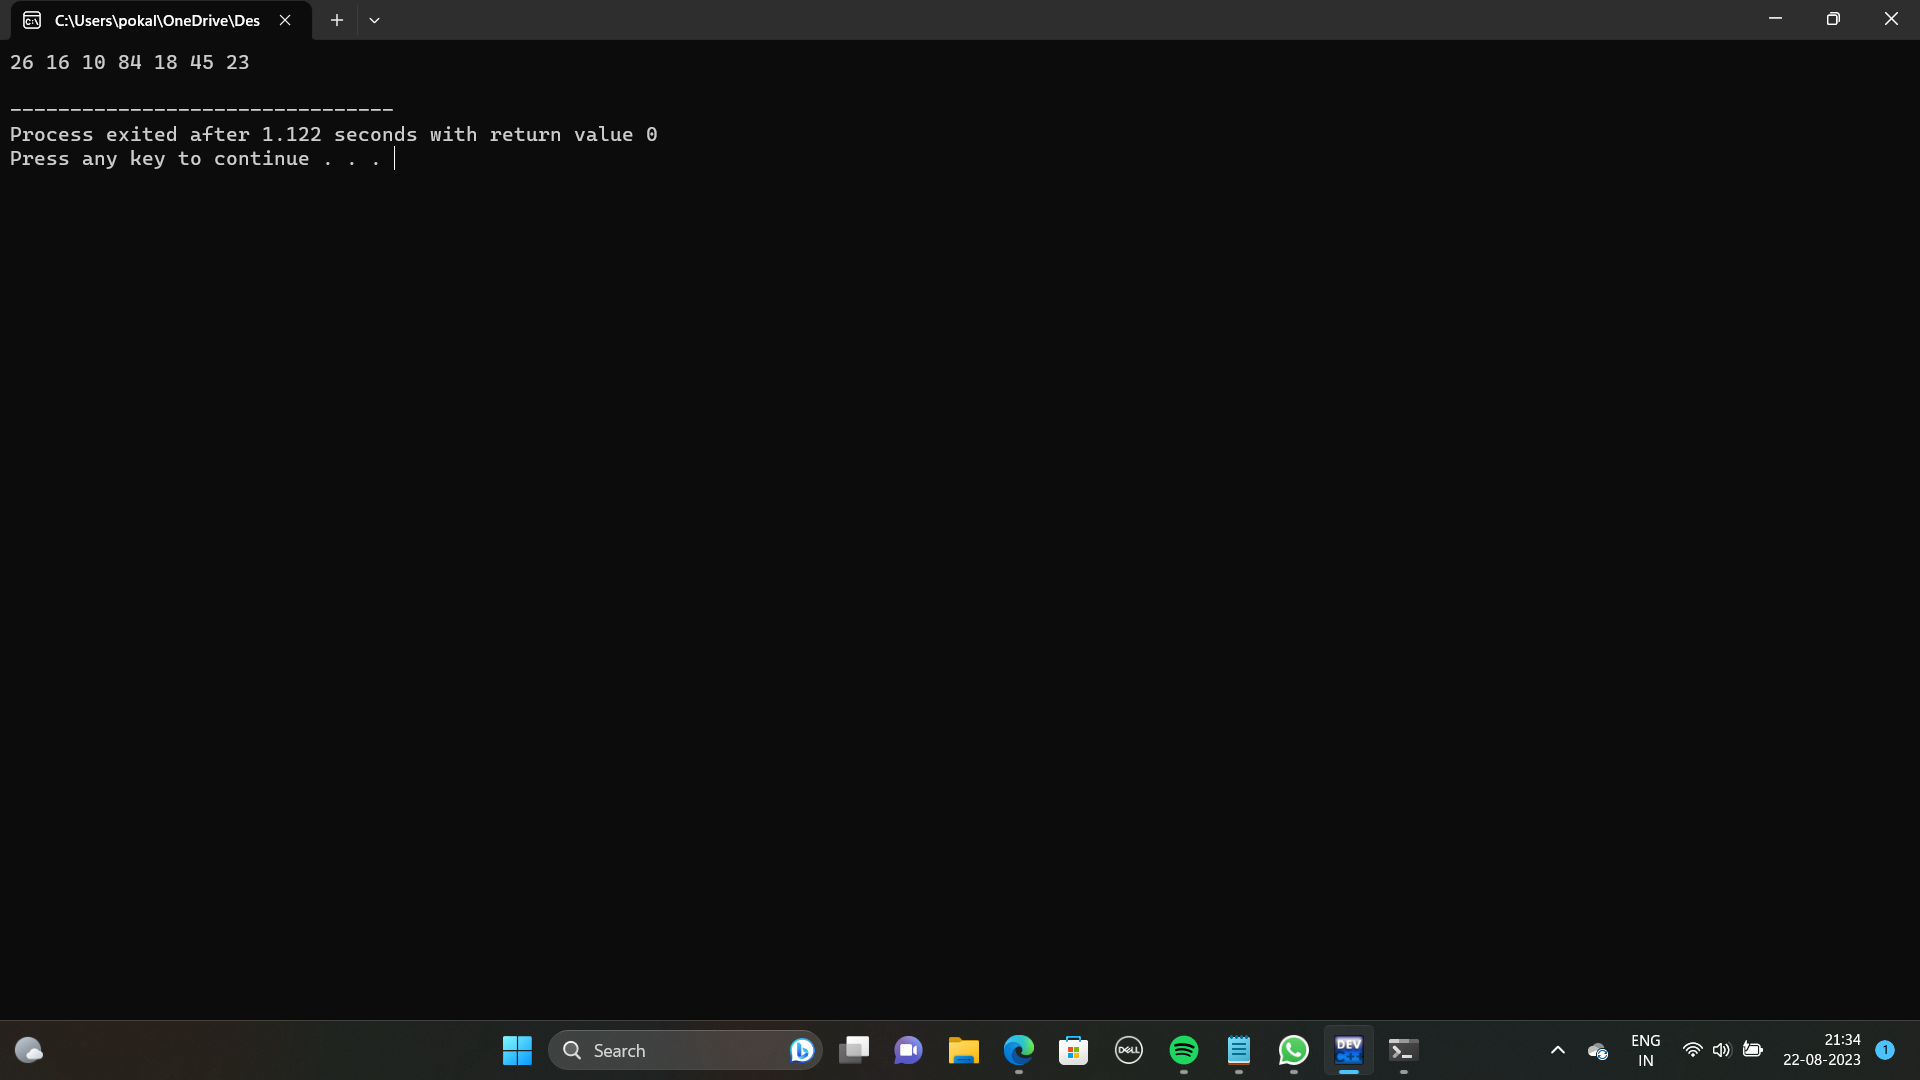 C:\Users\pokal\OneDrive\Des
26 16 10 84 18 45 23
--------------------------------
Process exited after 1.122 seconds with return value 0
Press any key to continue . . .
Search
DELL
DEV
C++
ENG
IN
21:34
22-08-2023
1